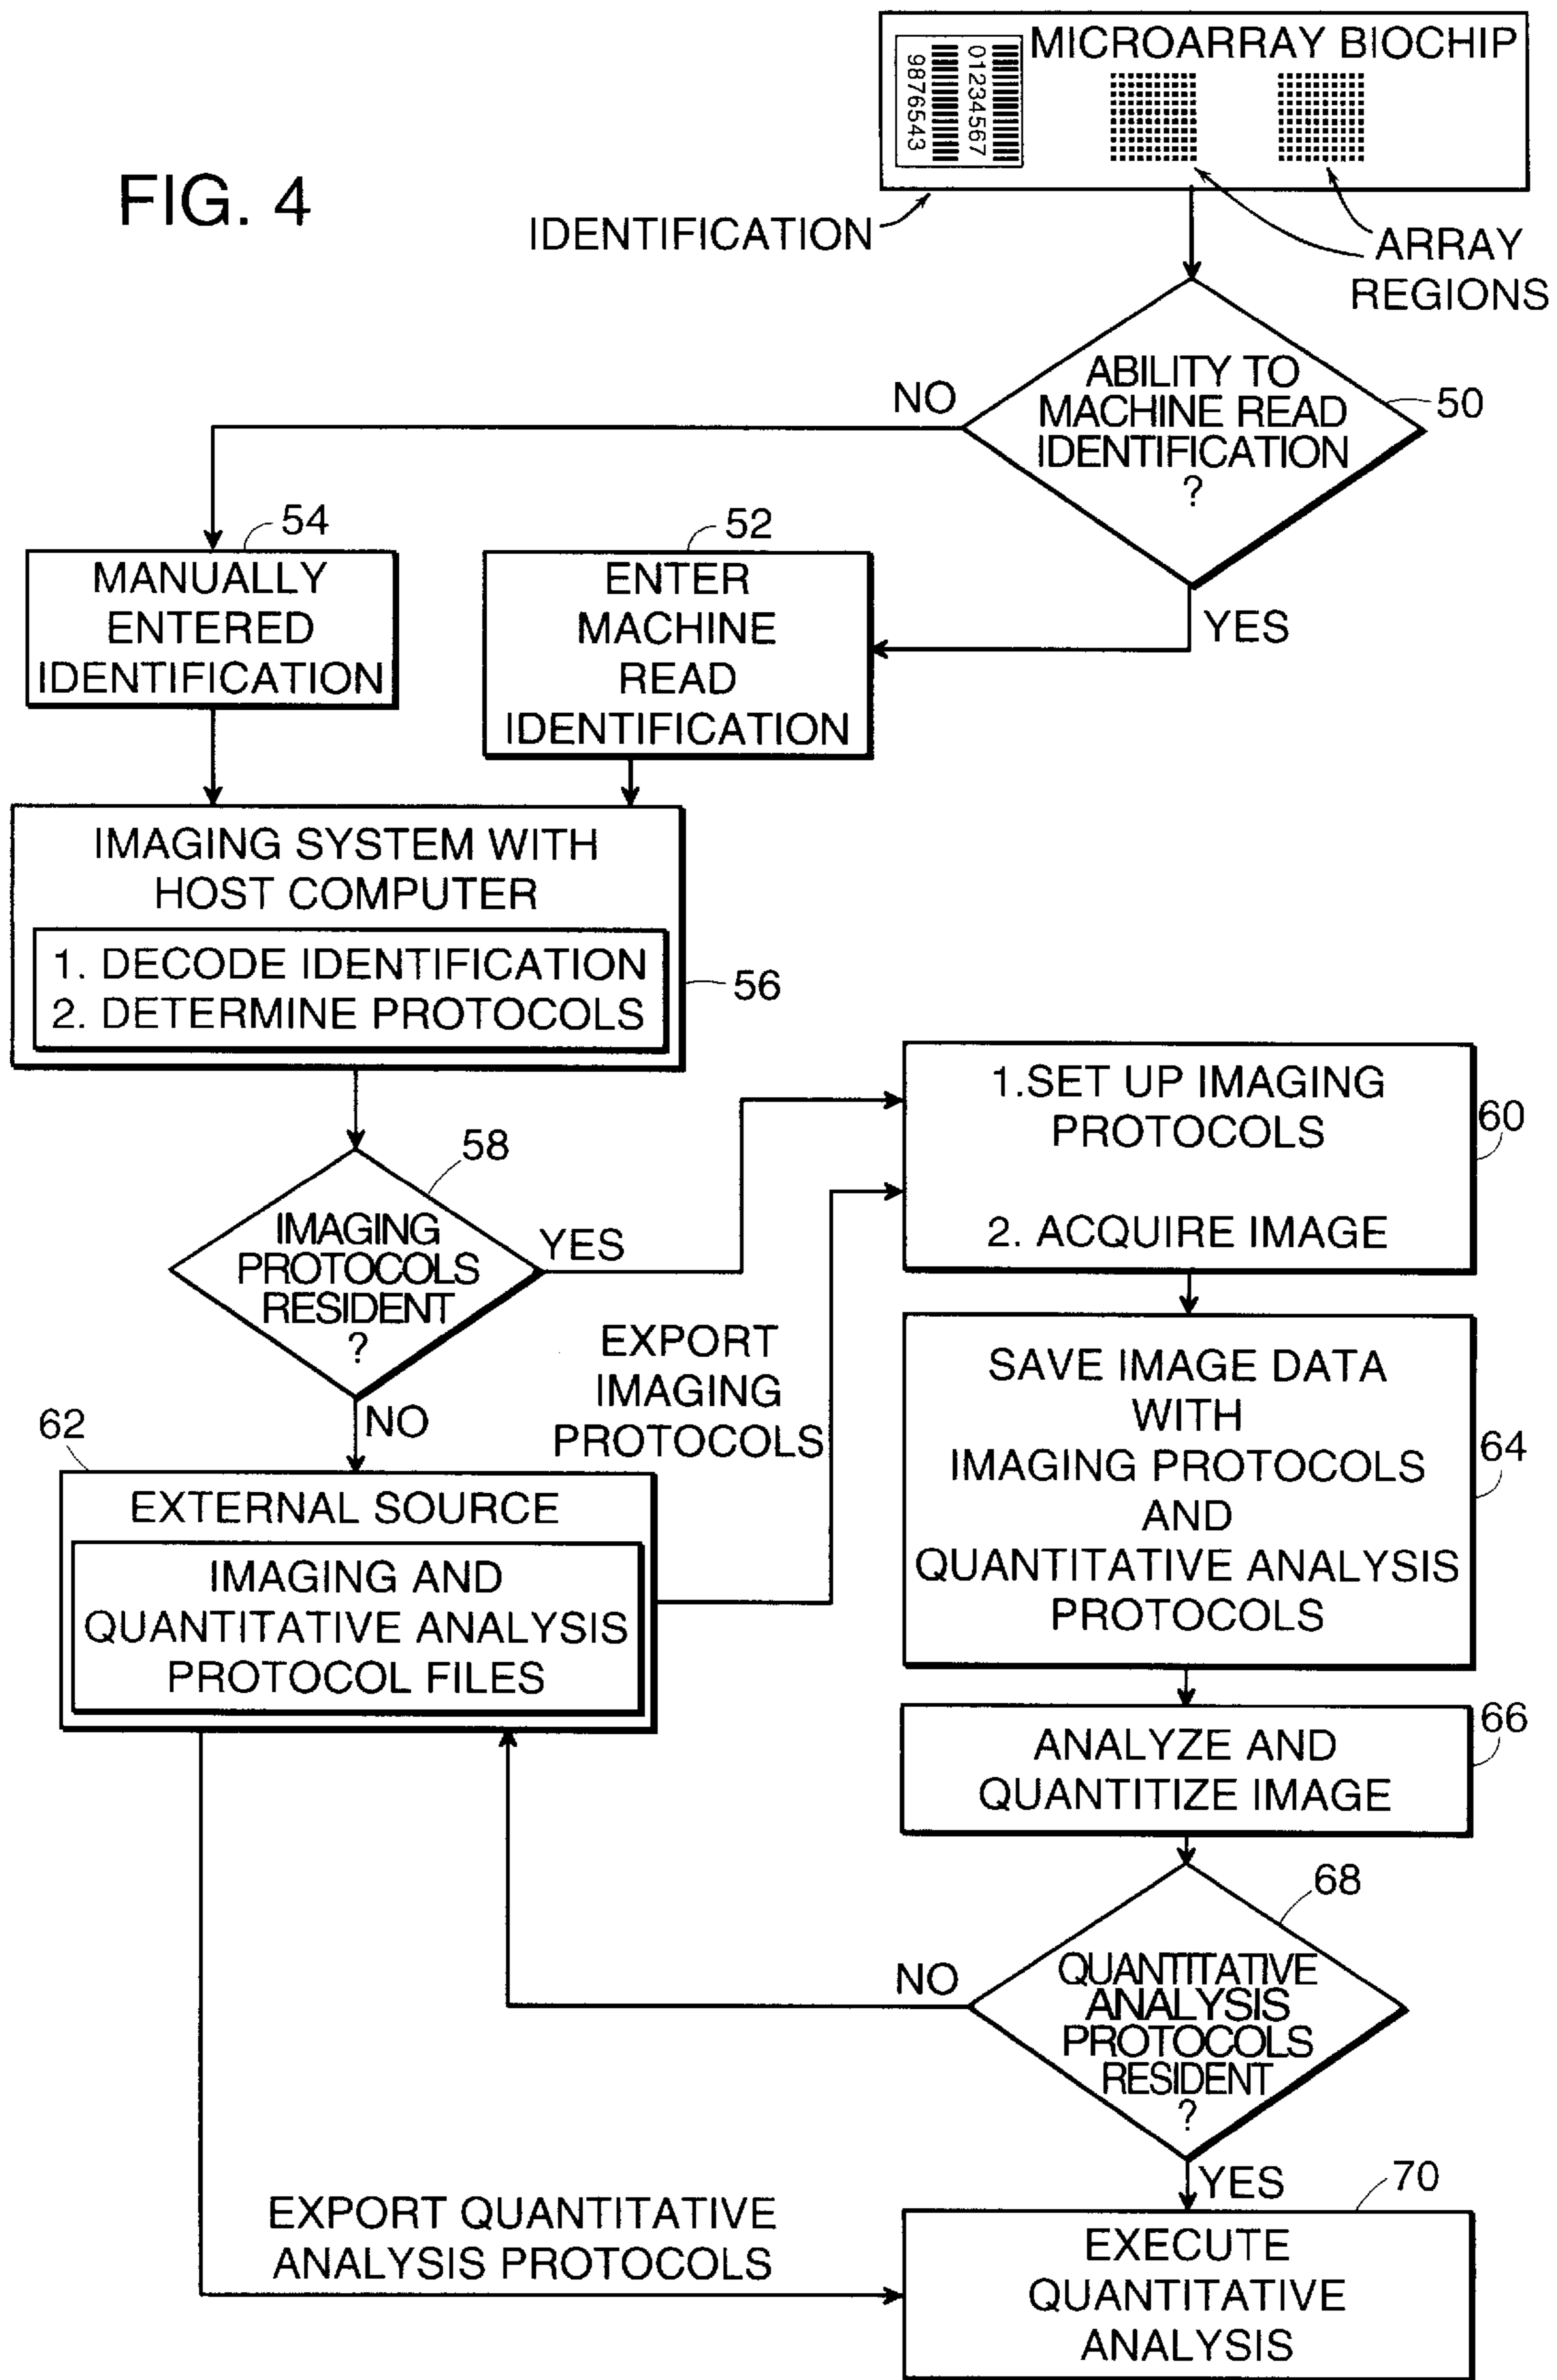 FIG. 4
MICROARRAY BIOCHIP
01234567
9876543
IDENTIFICATION
ARRAY
REGIONS
ABILITY TO
MACHINE READ
IDENTIFICATION
?
50
NO
YES
54
MANUALLY
ENTERED
IDENTIFICATION
52
ENTER
MACHINE
READ
IDENTIFICATION
IMAGING SYSTEM WITH
HOST COMPUTER
1. DECODE IDENTIFICATION
2. DETERMINE PROTOCOLS
56
58
IMAGING
PROTOCOLS
RESIDENT
?
YES
NO
1.SET UP IMAGING
PROTOCOLS
2. ACQUIRE IMAGE
60
EXPORT
IMAGING
PROTOCOLS
62
EXTERNAL SOURCE
IMAGING AND
QUANTITATIVE ANALYSIS
PROTOCOL FILES
SAVE IMAGE DATA
WITH
IMAGING PROTOCOLS
AND
QUANTITATIVE ANALYSIS
PROTOCOLS
64
ANALYZE AND
QUANTITIZE IMAGE
66
68
QUANTITATIVE
ANALYSIS
PROTOCOLS
RESIDENT
?
NO
YES
EXPORT QUANTITATIVE
ANALYSIS PROTOCOLS
70
EXECUTE
QUANTITATIVE
ANALYSIS